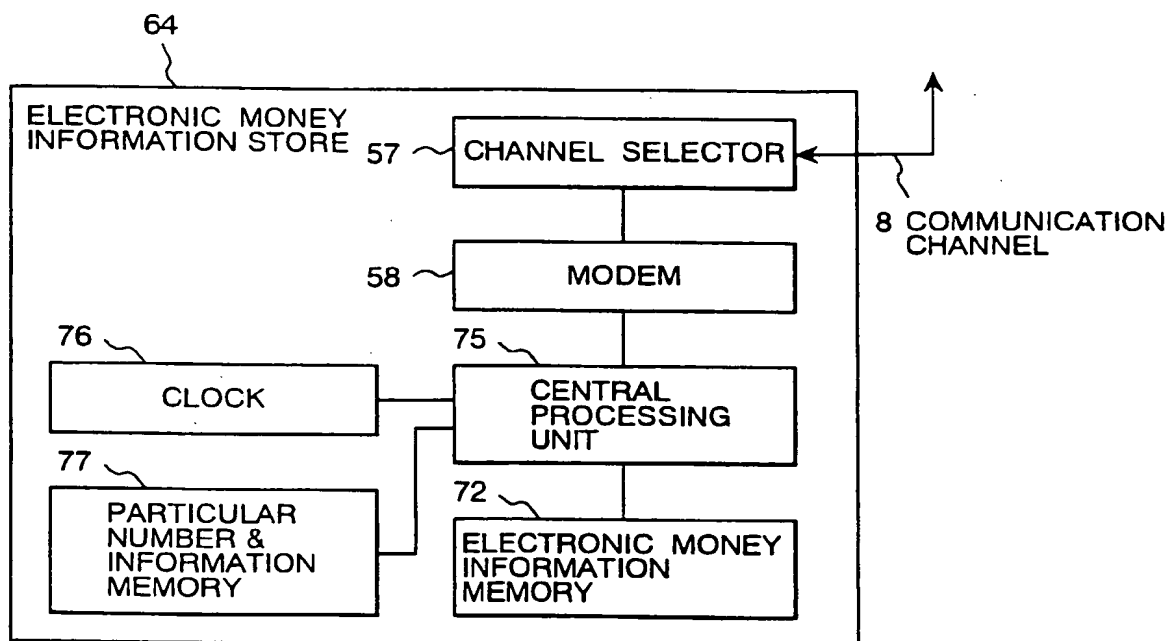 64
ELECTRONIC MONEY
INFORMATION STORE
57
CHANNEL SELECTOR
8 COMMUNICATION
CHANNEL
58
MODEM
76
CLOCK
75
CENTRAL
PROCESSING
UNIT
77
PARTICULAR
NUMBER &
INFORMATION
MEMORY
72
ELECTRONIC MONEY
INFORMATION
MEMORY